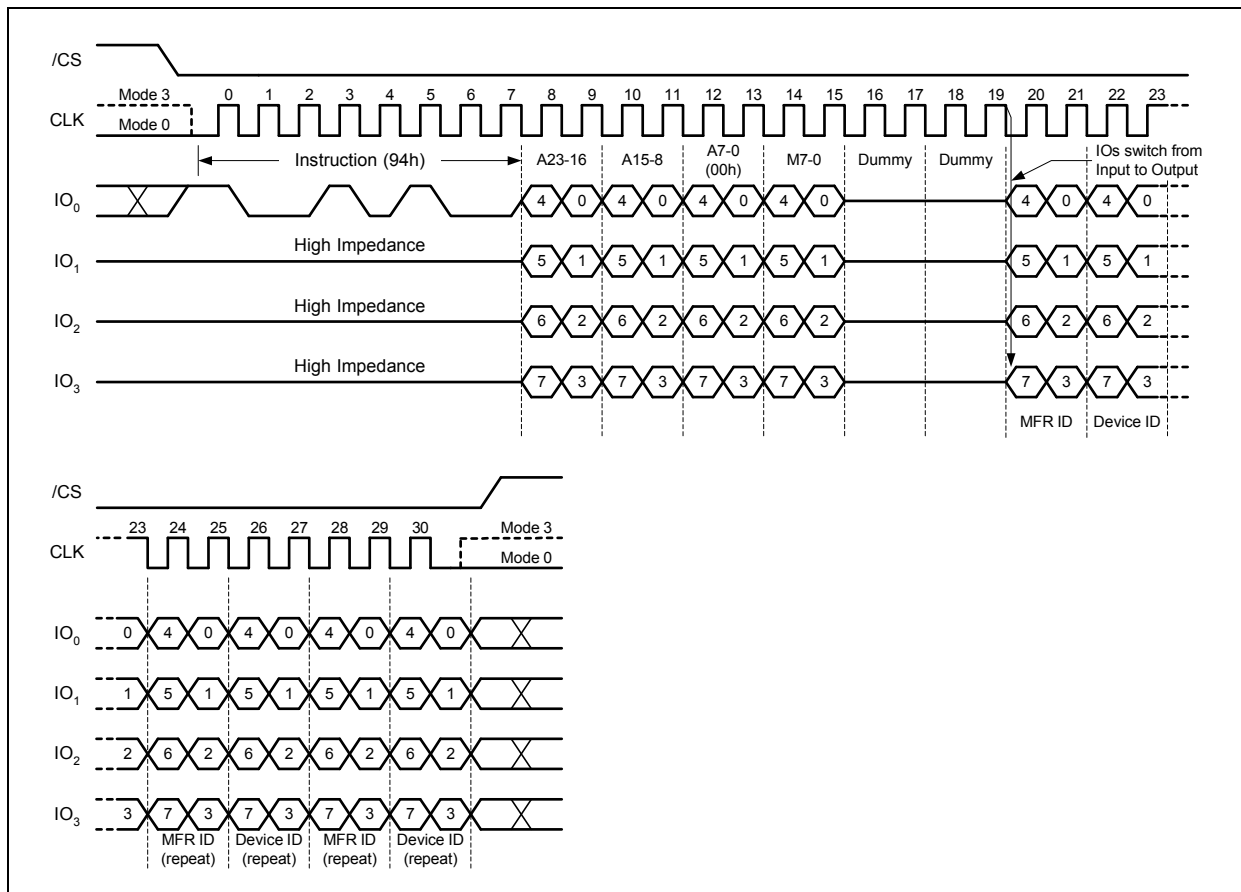 /CS
Mode 3 0 1 2 3 4 5 6 7 8 9 10 11 12 13 14 15 16 17 18 19 20 21 22 23
CLK Mode 0
Instruction (94h) A23-16 A15-8 A7-0 (00h) M7-0 Dummy Dummy IOs switch from Input to Output
IO0 4 0 4 0 4 0 4 0 4 0 4 0
High Impedance
IO1 5 1 5 1 5 1 5 1 5 1 5 1
High Impedance
IO2 6 2 6 2 6 2 6 2 6 2 6 2
High Impedance
IO3 7 3 7 3 7 3 7 3 7 3 7 3
MFR ID Device ID
/CS
23 24 25 26 27 28 29 30 Mode 3
CLK Mode 0
IO0 0 4 0 4 0 4 0 4 0
IO1 1 5 1 5 1 5 1 5 1
IO2 2 6 2 6 2 6 2 6 2
IO3 3 7 3 7 3 7 3 7 3
MFR ID (repeat) Device ID (repeat) MFR ID (repeat) Device ID (repeat)